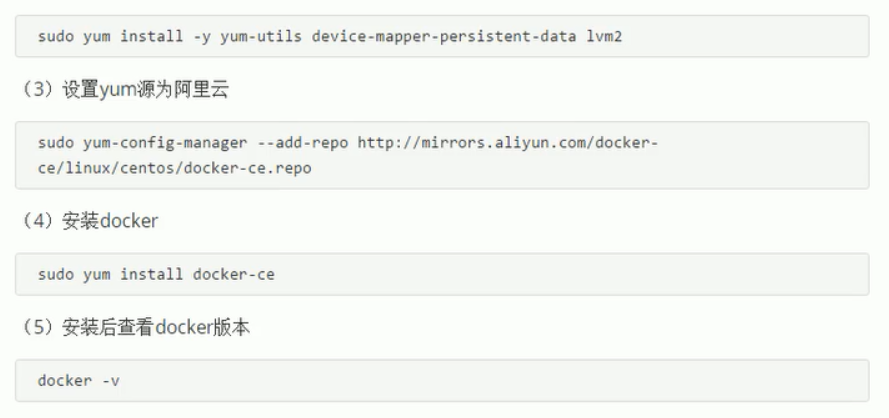 sudo yum install -y yum-utils device-mapper-persistent-data lvm2
（3）设置yum源为阿里云
sudo yum-config-manager --add-repo http://mirrors.aliyun.com/docker-
ce/linux/centos/docker-ce.repo
（4）安装docker
sudo yum install docker-ce
（5）安装后查看docker版本
docker -v